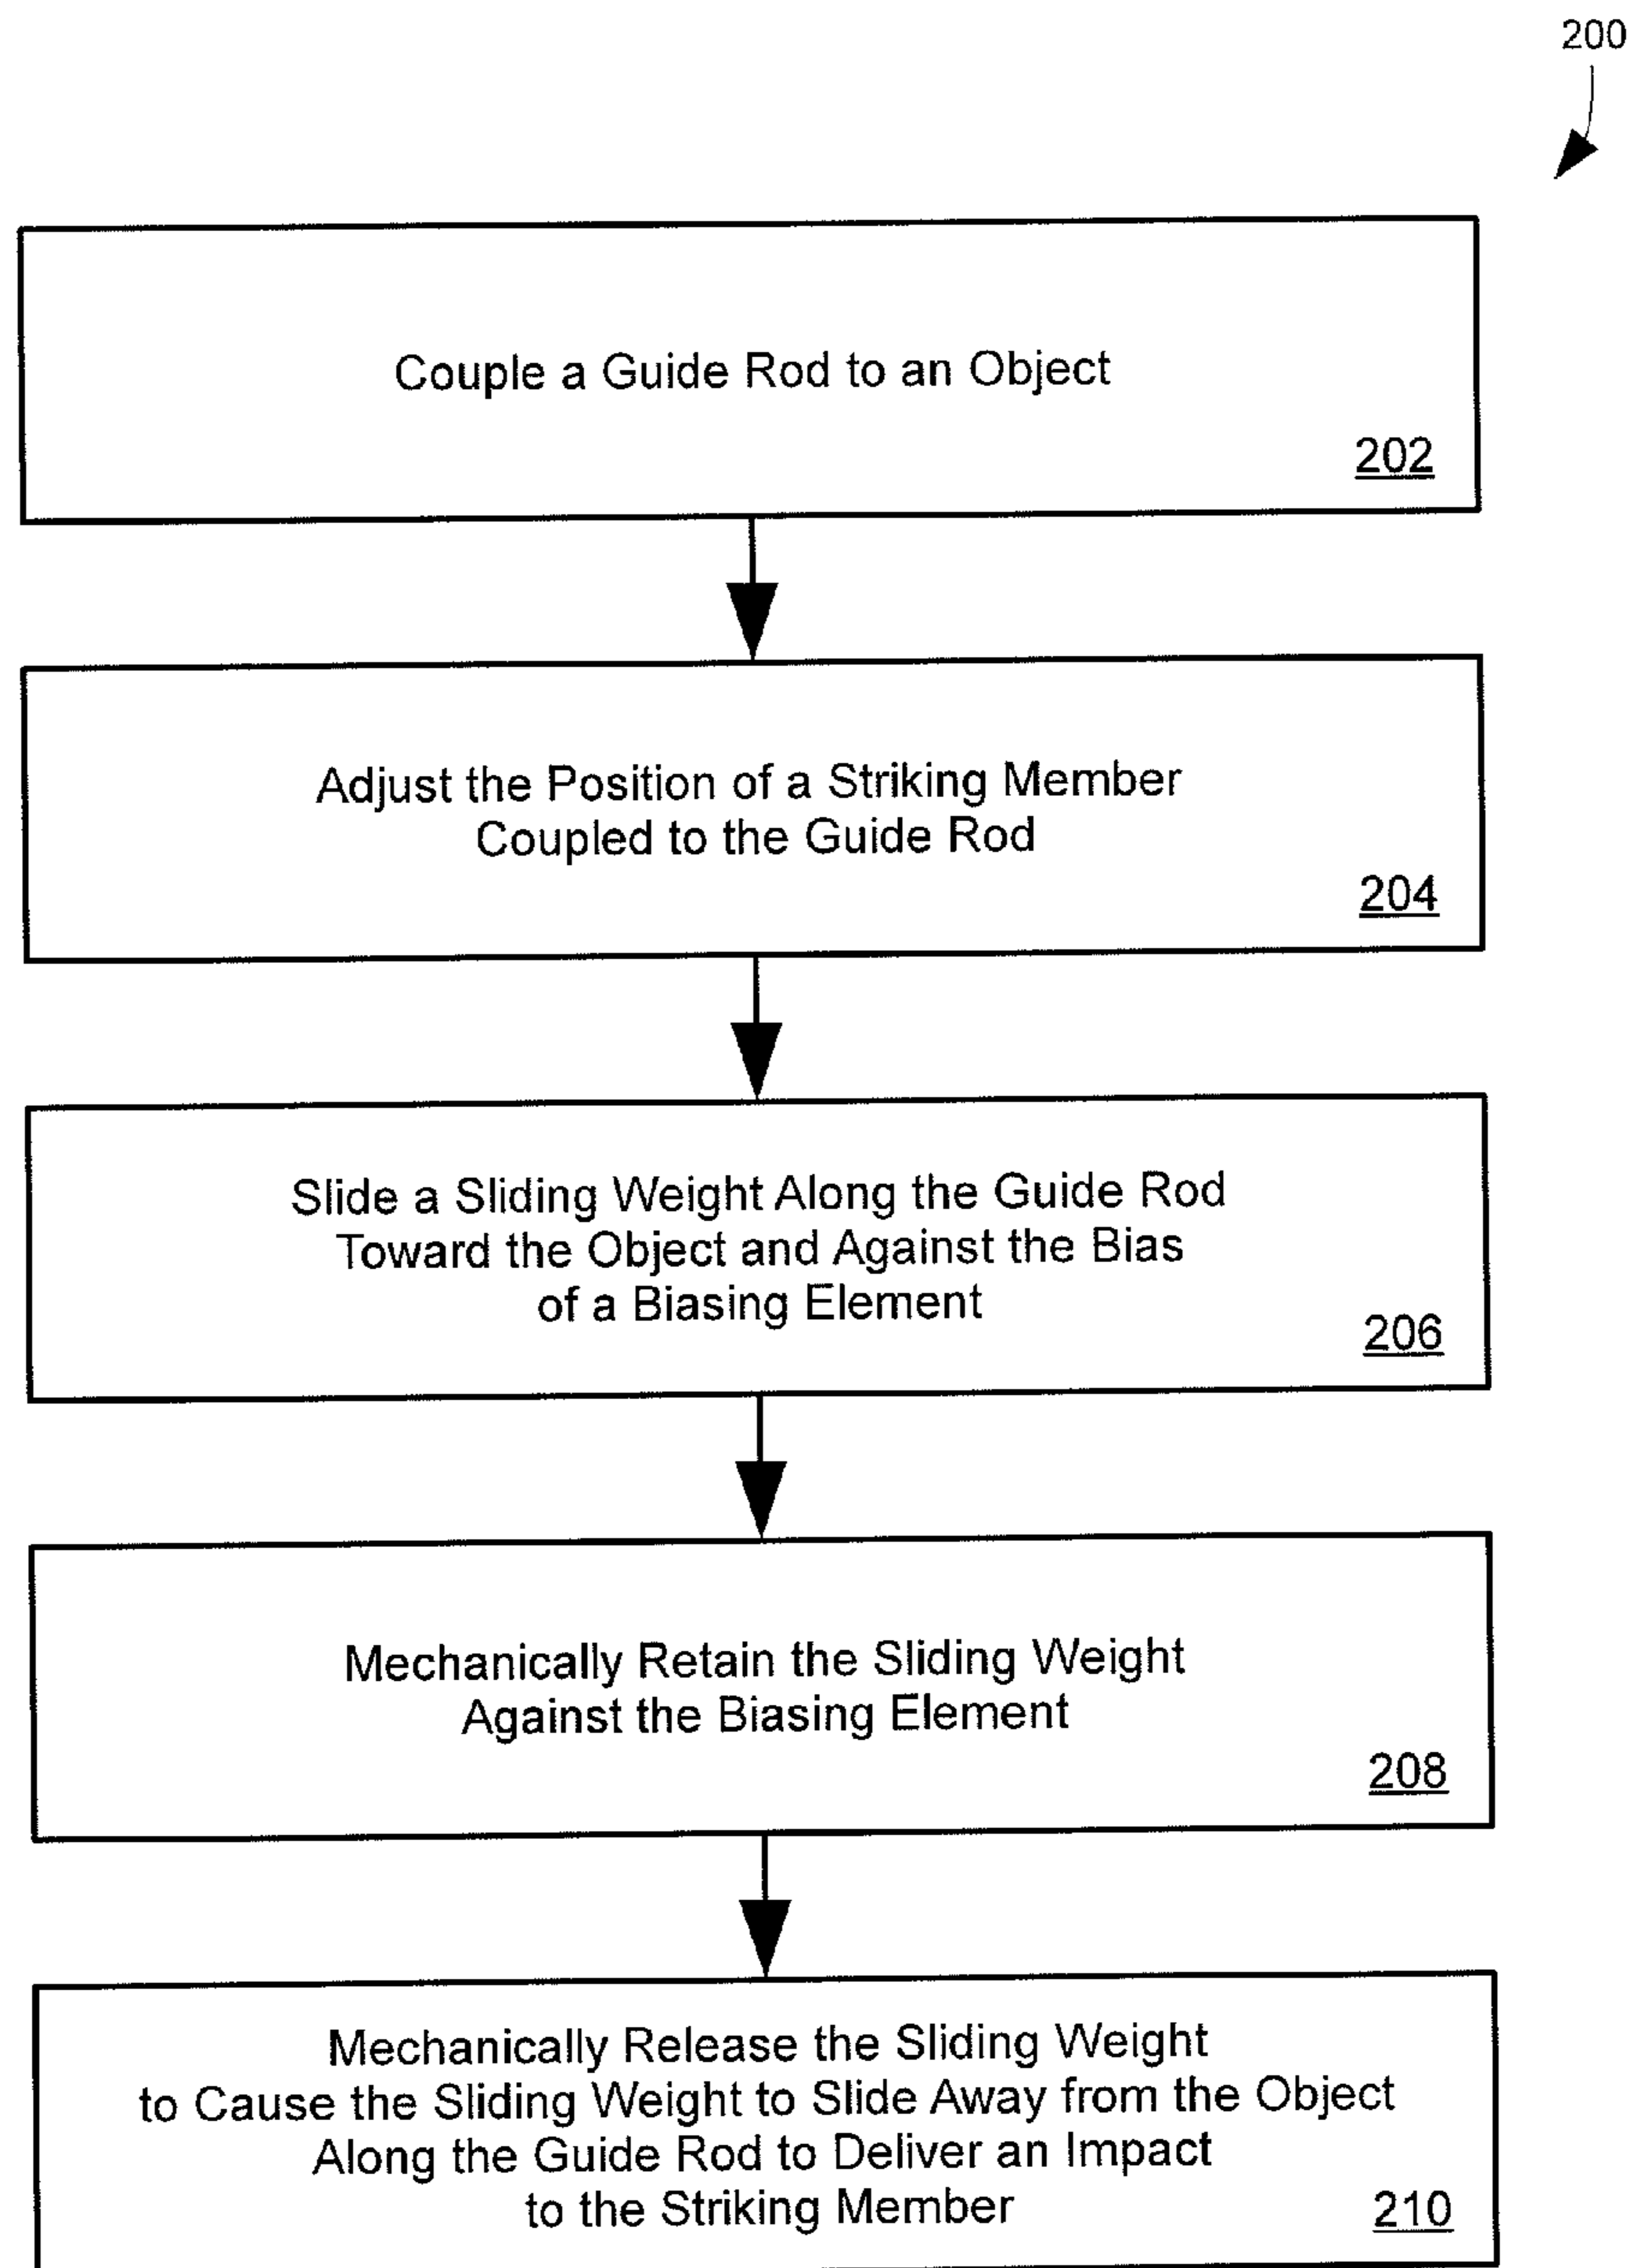 200
Couple a Guide Rod to an Object
202
Adjust the Position of a Striking Member
Coupled to the Guide Rod
204
Slide a Sliding Weight Along the Guide Rod
Toward the Object and Against the Bias
of a Biasing Element
206
Mechanically Retain the Sliding Weight
Against the Biasing Element
208
Mechanically Release the Sliding Weight
to Cause the Sliding Weight to Slide Away from the Object
Along the Guide Rod to Deliver an Impact
to the Striking Member
210